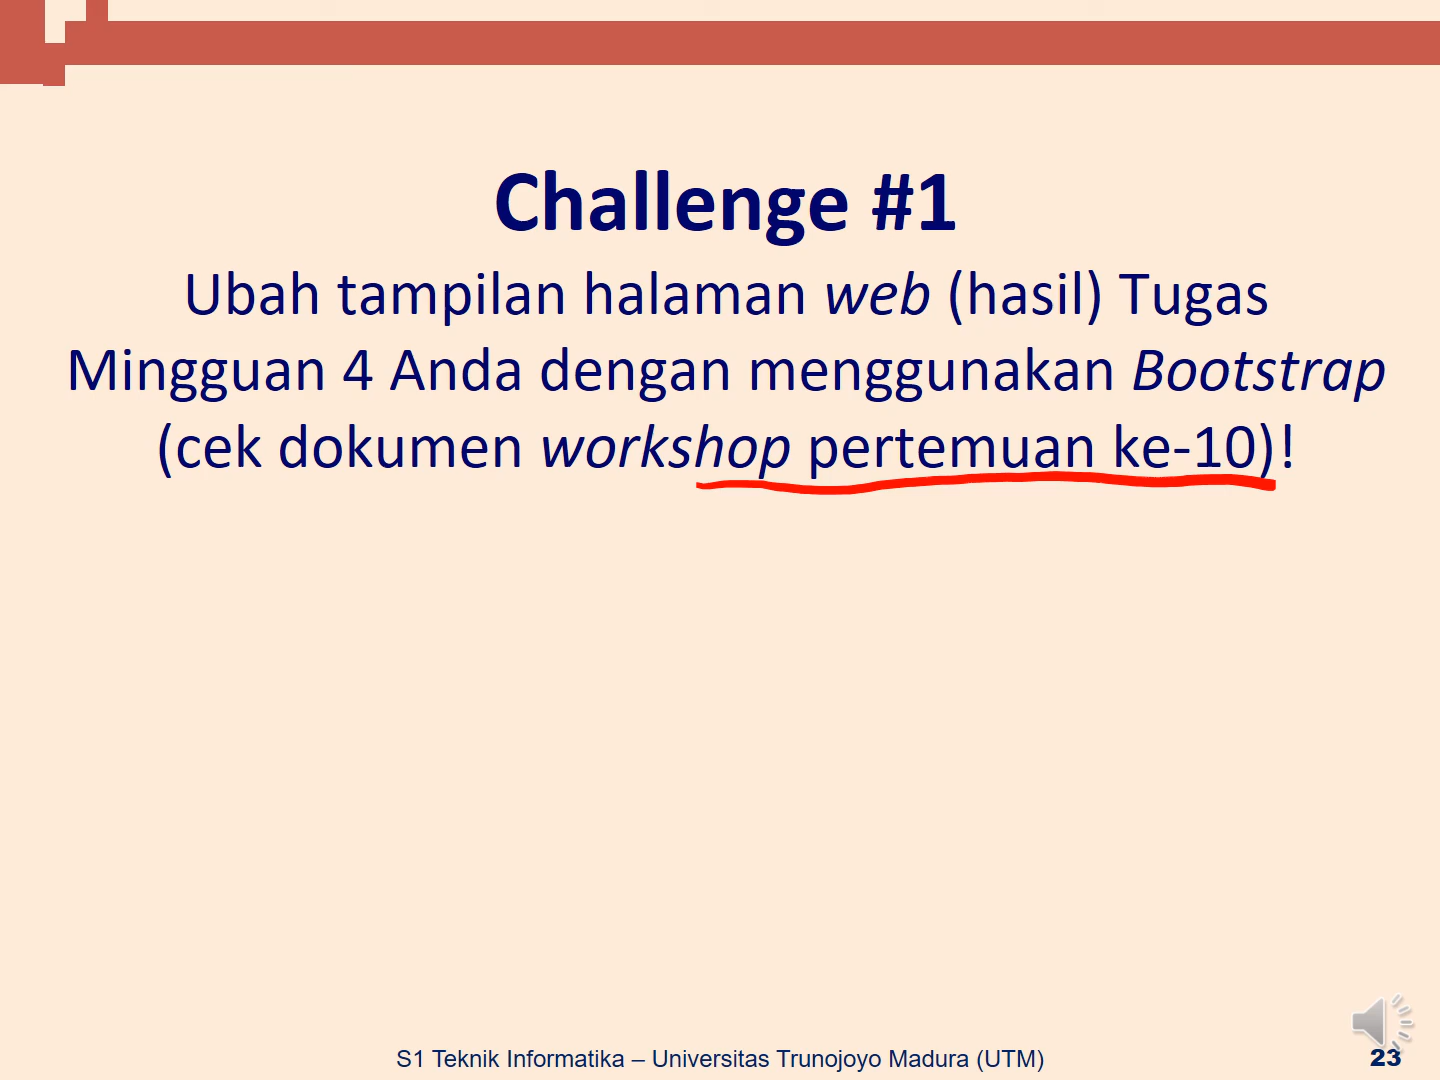 Challenge #1
Ubah tampilan halaman web (hasil) Tugas
Mingguan 4 Anda dengan menggunakan Bootstrap
(cek dokumen workshop pertemuan ke-10)!
S1 Teknik Informatika – Universitas Trunojoyo Madura (UTM)
23